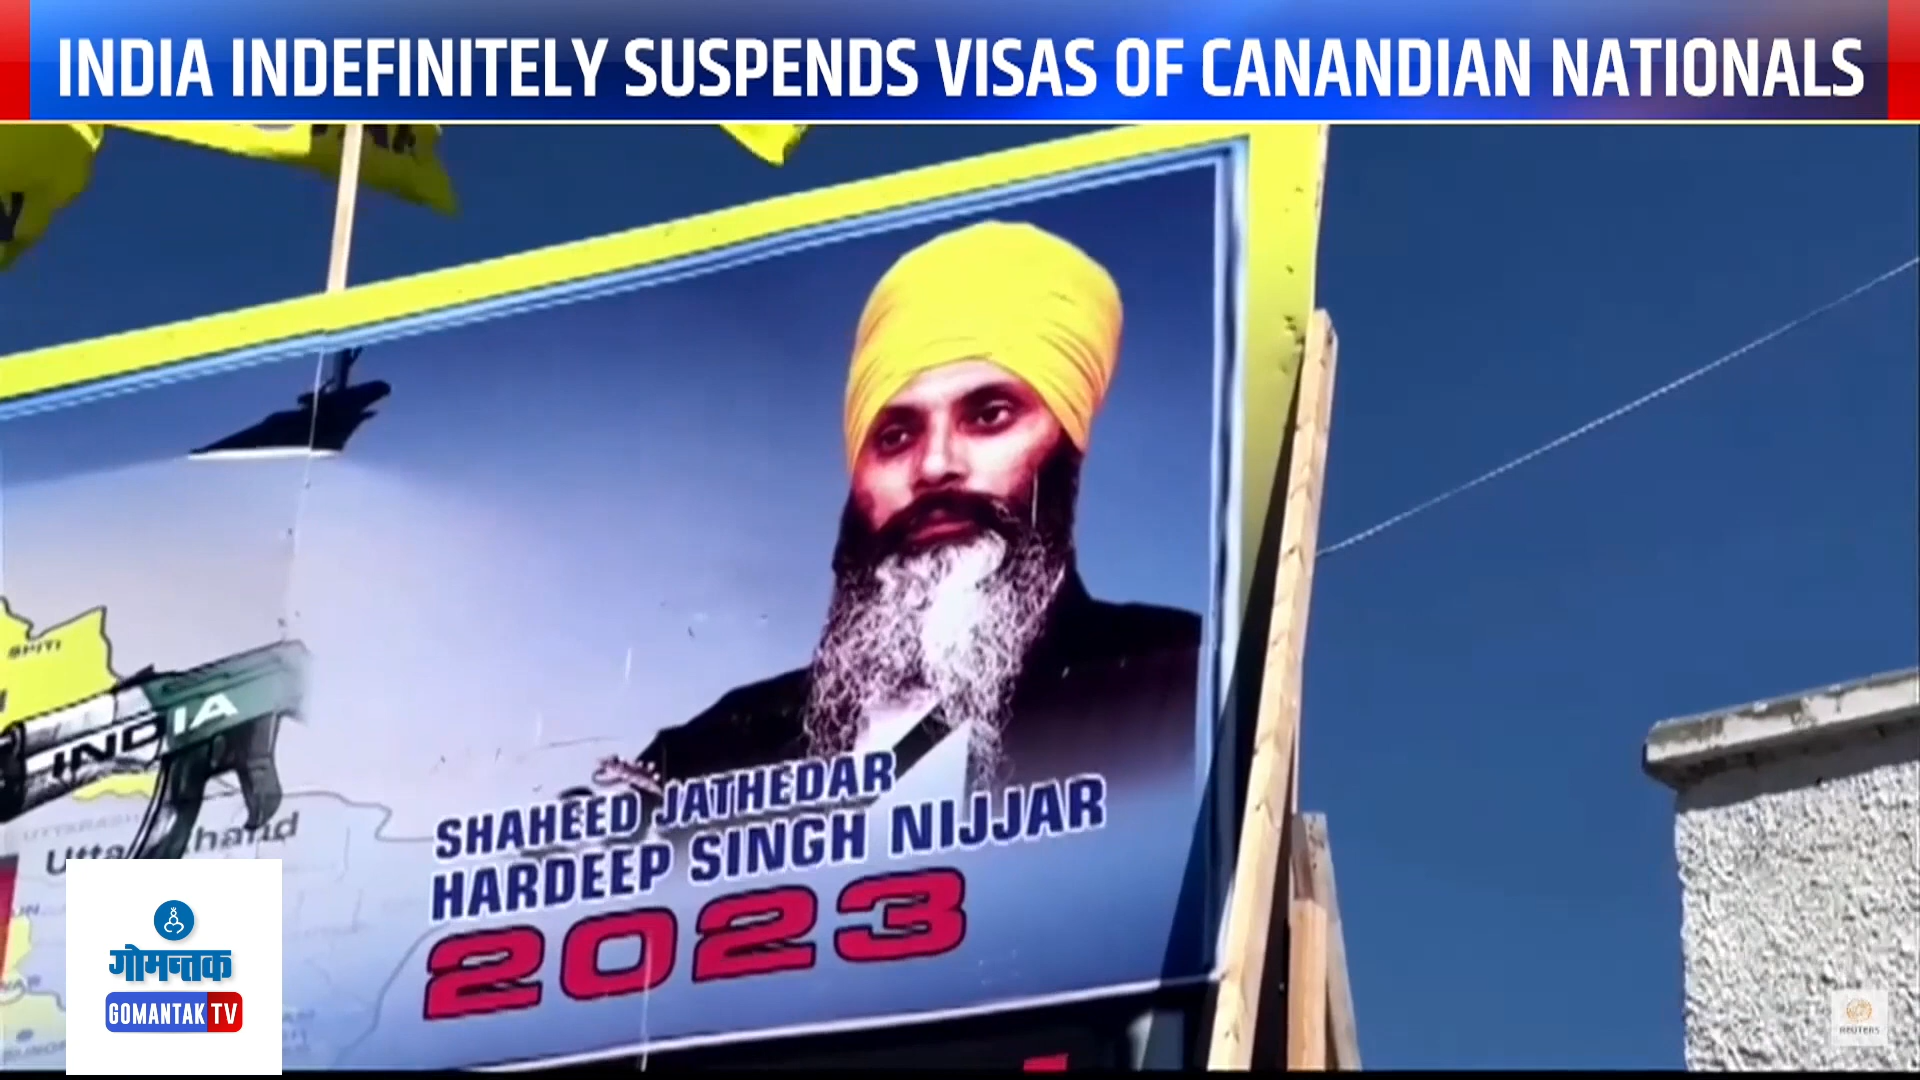 INDIA INDEFINITELY SUSPENDS VISAS OF CANANDIAN NATIONALS
SPITI
INDIA
SHAHEED JATHEDAR
HARDEEP SINGH NIJJAR
2023
गोमन्तक
GOMANTAK TV
REUTERS